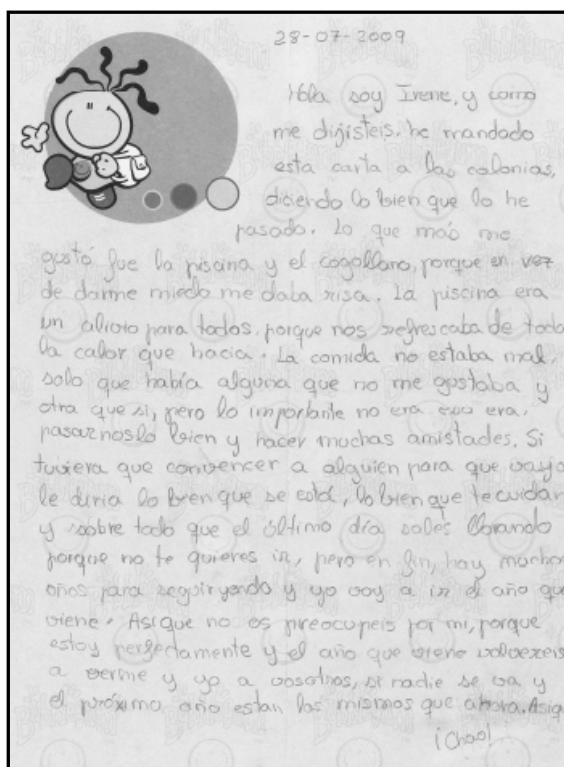 28-07-2009
Hola soy Irene, y como
me dijisteis, he mandado
esta carta a las colonias,
diciendo lo bien que lo he
pasado. Lo que más me
gustó fue la piscina y el cogollano, porque en vez
de darme miedo me daba risa. La piscina era
un alivio para todos, porque nos refrescaba de toda
la calor que hacia. La comida no estaba mal,
solo que había alguna que no me gustaba y
otra que si, pero lo importante no era eso era,
pasarnoslo bien y hacer muchas amistades. Si
tuviera que convencer a alguien para que vaya
le diria lo bien que se está, lo bien que te cuidan
y sobre todo que el último día sales llorando
porque no te quieres ir, pero en fin, hay muchos
años para seguir yendo y yo voy a ir el año que
viene. Asique no os preocupeis por mi, porque
estoy perfectamente y el año que viene volvereis
a verme y yo a vosotros, si nadie se va y
el próximo año estan los mismos que ahora. Asiq
¡Chao!